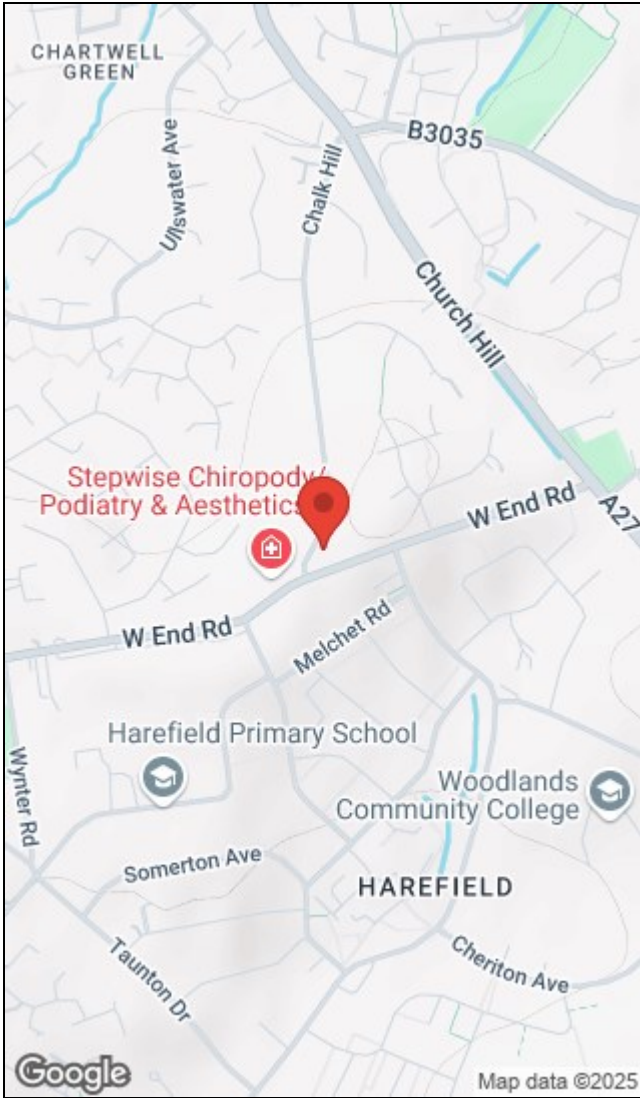 CHARTWELL
GREEN
B3035
Ullswater Ave
Chalk Hill
Church Hill
Stepwise Chiropody/
Podiatry & Aesthetics
W End Rd
A27
W End Rd
Melchet Rd
Harefield Primary School
Wynter Rd
Woodlands
Community College
Somerton Ave
HAREFIELD
Taunton Dr
Cheriton Ave
Google
Map data ©2025